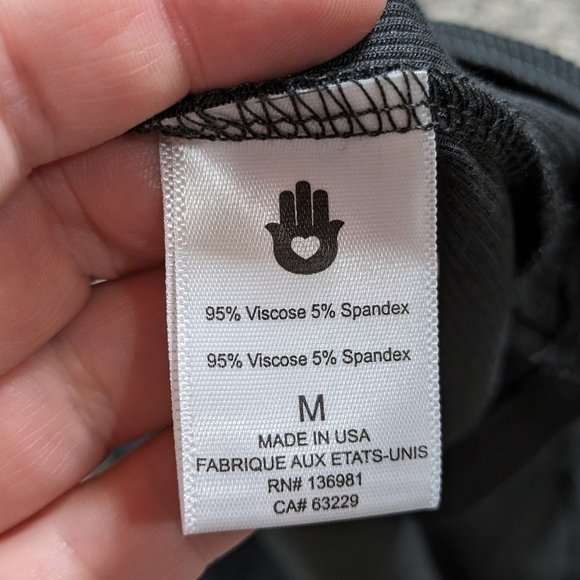 95% Viscose 5% Spandex
95% Viscose 5% Spandex
M
MADE IN USA
FABRIQUE AUX ETATS-UNIS
RN# 136981
CA# 63229